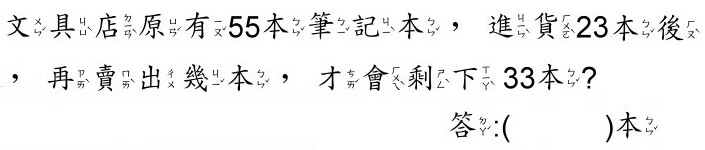 文具店原有55本筆記本，進貨23本後
，再賣出幾本，才會剩下33本?
答:(          )本